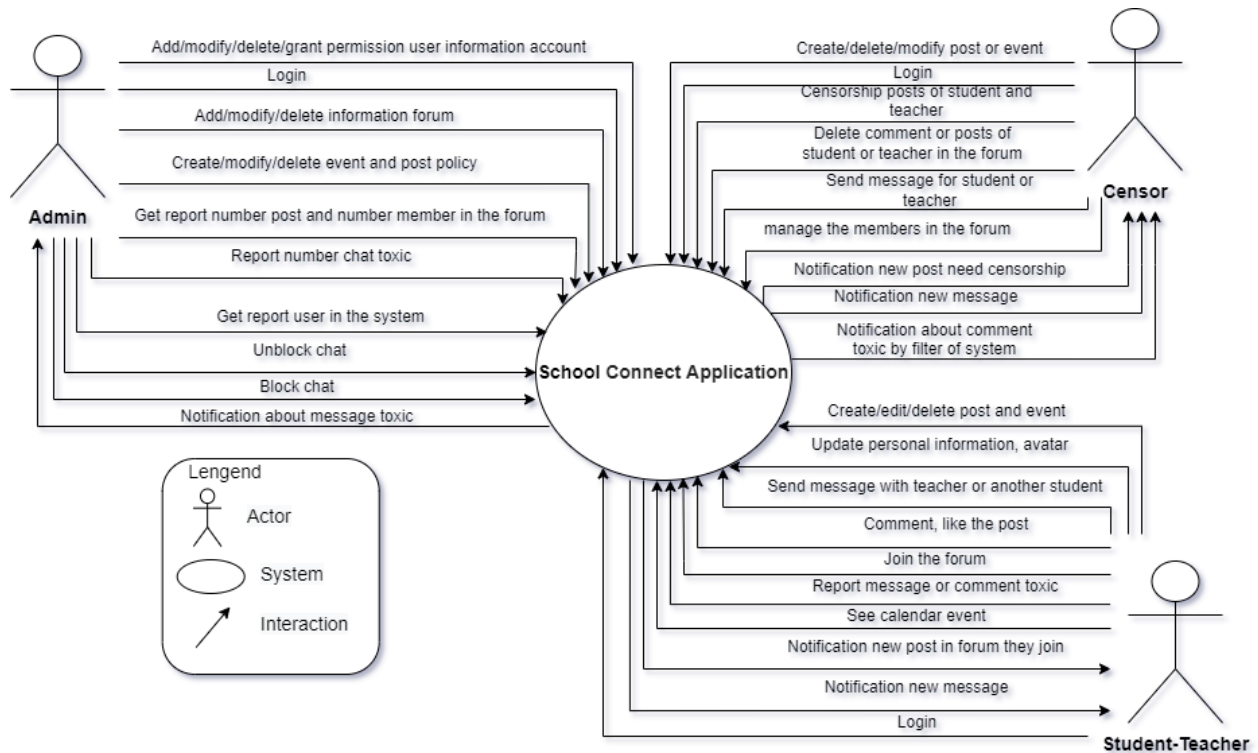 Add/modify/delete/grant permission user information account
Login
Add/modify/delete information forum
Create/modify/delete event and post policy
Admin
Get report number post and number member in the forum
Report number chat toxic
Get report user in the system
Unblock chat
Block chat
Notification about message toxic
Create/delete/modify post or event
Login
Censorship posts of student and
teacher
Delete comment or posts of
student or teacher in the forum
Send message for student or
teacher
Censor
manage the members in the forum
Notification new post need censorship
Notification new message
Notification about comment
toxic by filter of system
School Connect Application
Create/edit/delete post and event
Update personal information, avatar
Send message with teacher or another student
Comment, like the post
Join the forum
Report message or comment toxic
See calendar event
Notification new post in forum they join
Notification new message
Login
Student-Teacher
Lengend
Actor
System
Interaction